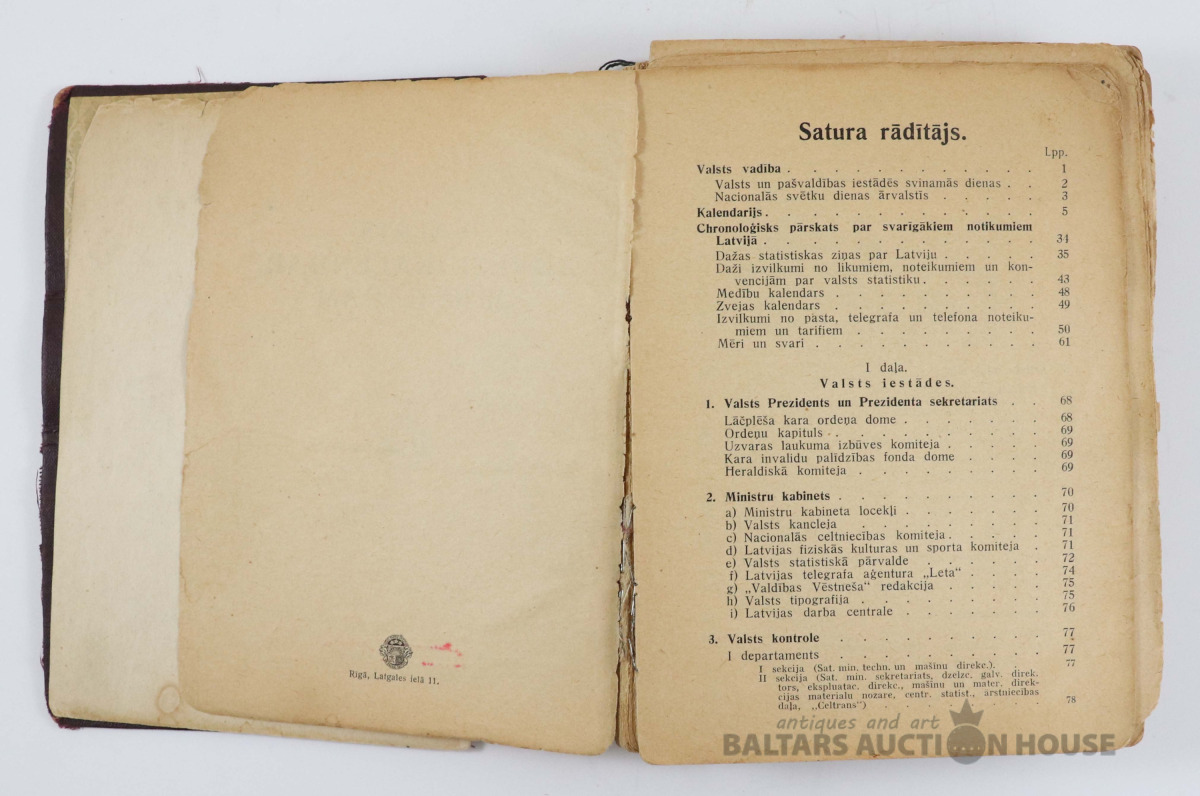 Rīgā, Latgales ielā 11.
Satura rādītājs.
Lpp.
Valsts vadība . . . . . . . . . . . . 1
Valsts un pašvaldības iestādēs svinamās dienas . . 2
Nacionalās svētku dienas ārvalstīs . . . . . 3
Kalendarijs . . . . . . . . . . . . . 5
Chronoloģisks pārskats par svarīgākiem notikumiem
Latvijā . . . . . . . . . . . . . 34
Dažas statistiskas ziņas par Latviju . . . . . 35
Daži izvilkumi no likumiem, noteikumiem un kon-
vencijām par valsts statistiku . . . . . . 43
Medību kalendars . . . . . . . . . . 48
Zvejas kalendars . . . . . . . . . . 49
Izvilkumi no pasta, telegrafa un telefona noteiku-
miem un tarifiem . . . . . . . . . 50
Mēri un svari . . . . . . . . . . . 61
I daļa.
Valsts iestādes.
1. Valsts Prezidents un Prezidenta sekretariats . . 68
Lāčplēša kara ordeņa dome . . . . . . . 68
Ordeņu kapituls . . . . . . . . . . 69
Uzvaras laukuma izbūves komiteja . . . . . 69
Kara invalidu palīdzības fonda dome . . . . 69
Heraldiskā komiteja . . . . . . . . . 69
2. Ministru kabinets . . . . . . . . . 70
a) Ministru kabineta locekļi . . . . . . . 70
b) Valsts kancleja . . . . . . . . 71
c) Nacionalās celtniecības komiteja . . . . . 71
d) Latvijas fiziskās kulturas un sporta komiteja . 71
e) Valsts statistiskā pārvalde . . . . . . 72
f) Latvijas telegrafa aģentura „Leta“ . . . . 74
g) „Valdības Vēstneša“ redakcija . . . . . 75
h) Valsts tipografija . . . . . . . . 75
i) Latvijas darba centrale . . . . . . . 76
3. Valsts kontrole . . . . . . . . . 77
I departaments . . . . . . . . . 77
I sekcija (Sat. min. techn. un mašīnu direkc.) . . 77
II sekcija (Sat. min. sekretariats, dzelzc. galv. direk.
tors, ekspluatac. direkc., mašīnu un mater. direk-
cijas materialu nozare, centr. statist., ārstniecības
daļa, „Celtrans“) . . . . . . . . 78
antiques and art
BALTARS AUCTION HOUSE